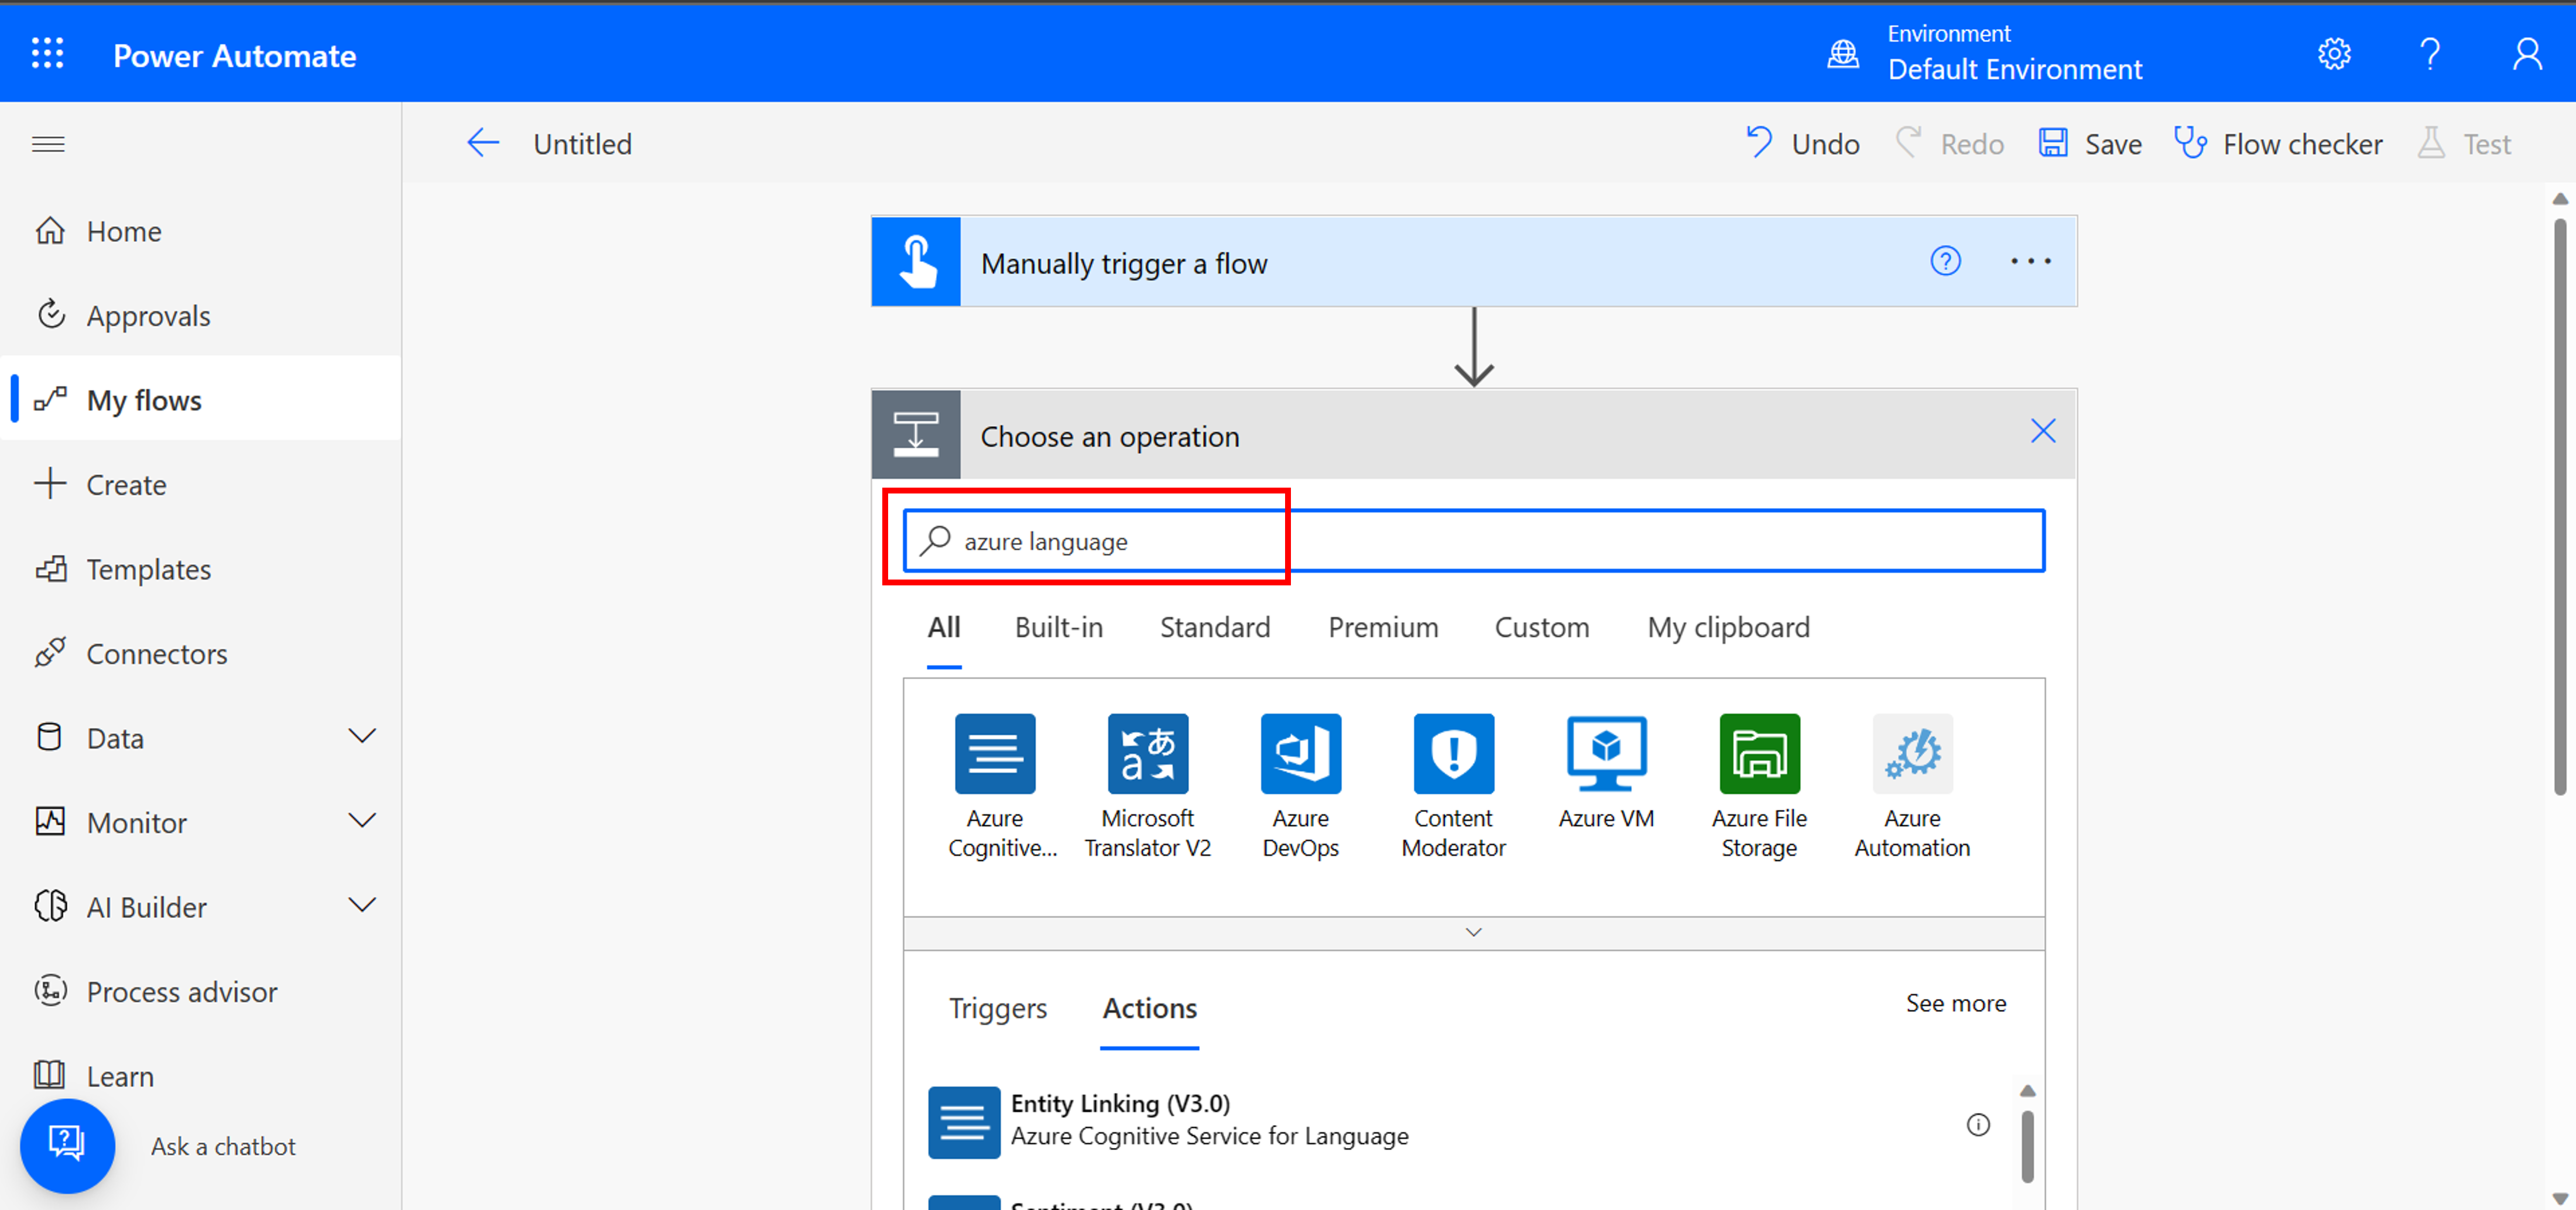 Power Automate
Environment
Default Environment
Untitled
Undo
Redo
Save
Flow checker
Test
Home
Approvals
My flows
Create
Templates
Connectors
Data
Monitor
AI Builder
Process advisor
Learn
Ask a chatbot
Manually trigger a flow
Choose an operation
azure language
All Built-in Standard Premium Custom My clipboard
Azure
Cognitive...
Microsoft
Translator V2
Azure
DevOps
Content
Moderator
Azure VM
Azure File
Storage
Azure
Automation
Triggers Actions See more
Entity Linking (V3.0)
Azure Cognitive Service for Language
Sentiment (V3.0)